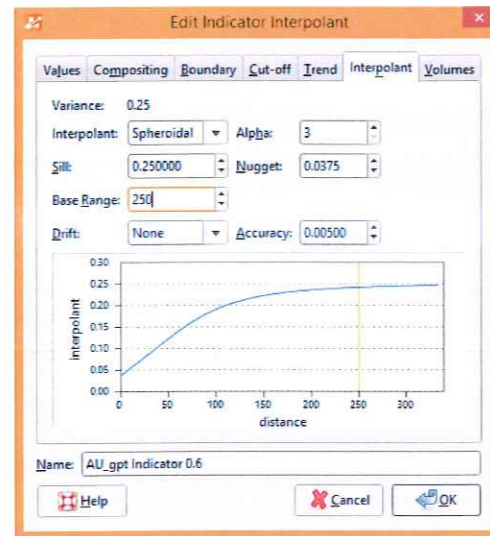 Edit Indicator Interpolant
Values Compositing Boundary Cut-off Trend Interpolant Volumes
Variance: 0.25
Interpolant: Spheroidal Alpha: 3
Sill: 0.250000 Nugget: 0.0375
Base Range: 250
Drift: None Accuracy: 0.00500
0.30
0.25
0.20
0.15
0.10
0.05
0.00
interpolant
0 50 100 150 200 250 300
distance
Name: AU_gpt Indicator 0.6
Help Cancel OK